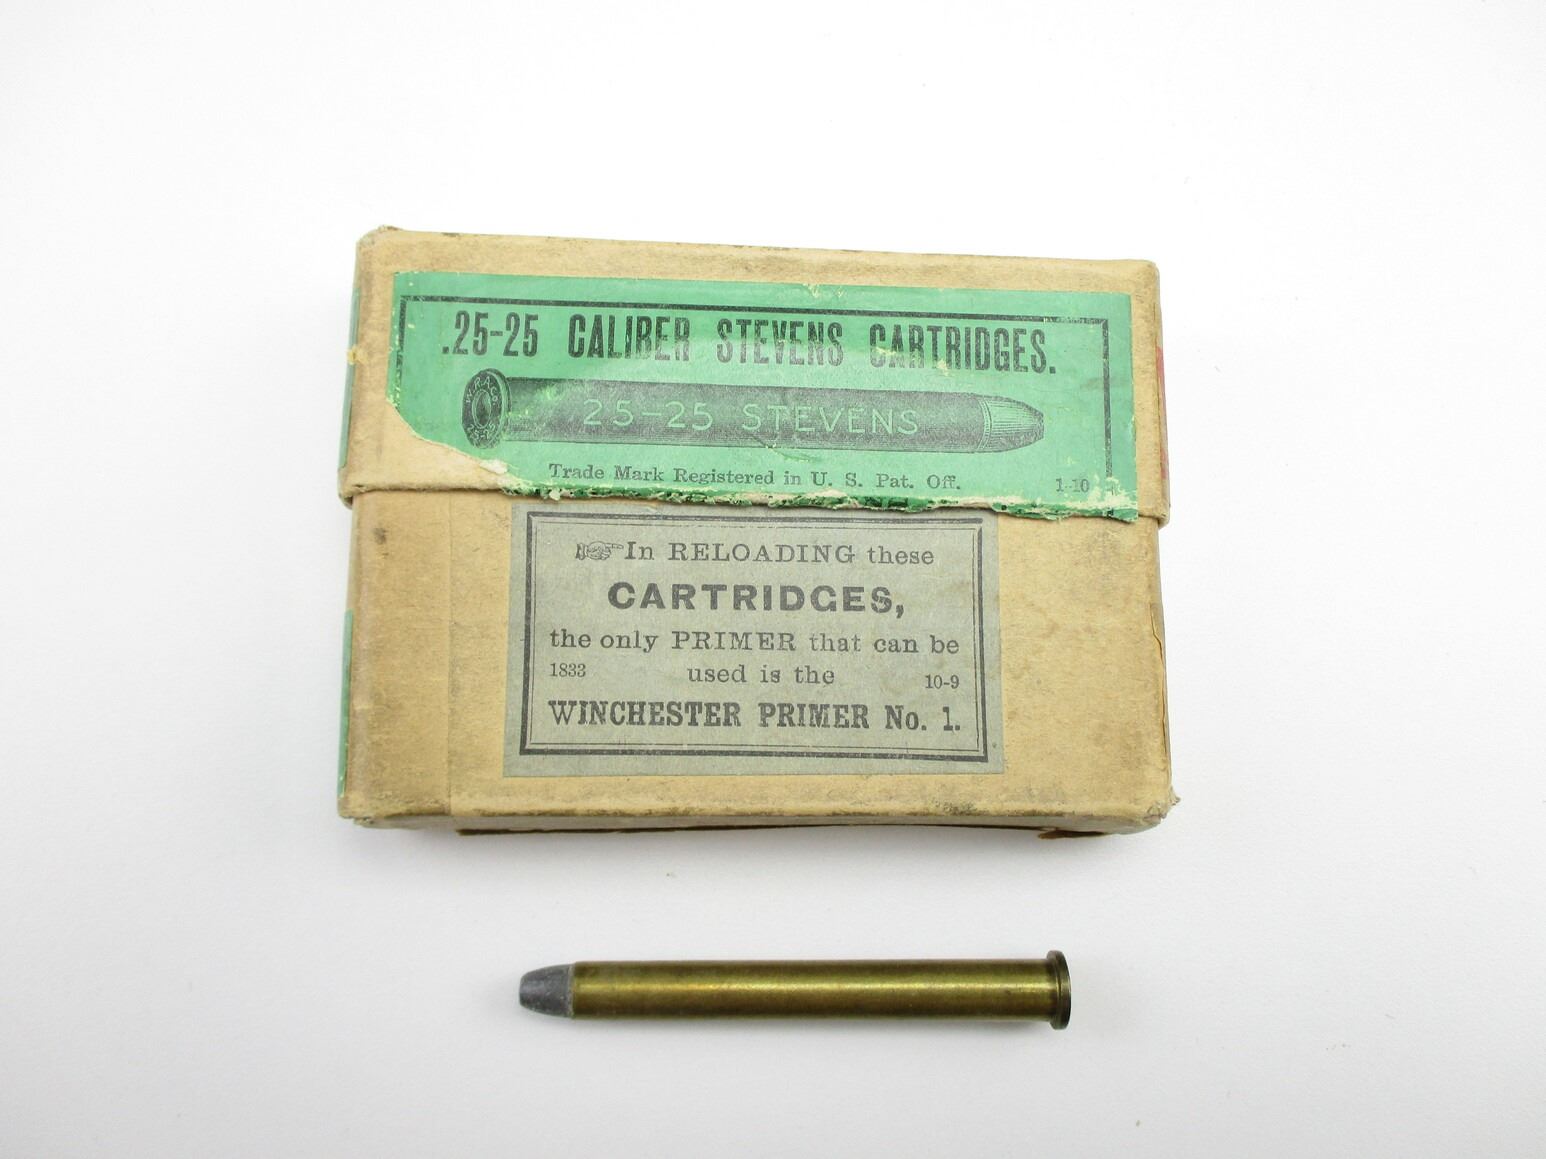 .25-25 CALIBER STEVENS CARTRIDGES.
W.R.A.Co.
25-25 STEVENS
Trade Mark Registered in U. S. Pat. Off.
1-10
In RELOADING these
CARTRIDGES,
the only PRIMER that can be
1833 used is the 10-9
WINCHESTER PRIMER No. 1.